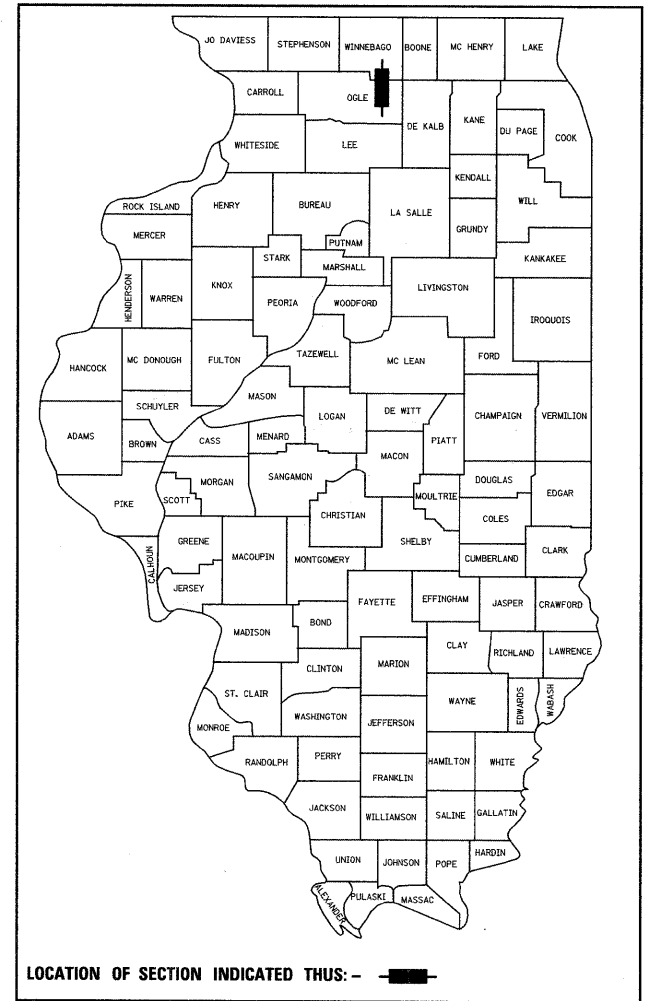 JO DAVIESS
STEPHENSON
WINNEBAGO
BOONE
MC HENRY
LAKE
CARROLL
OGLE
DE KALB
KANE
DU PAGE
COOK
WHITESIDE
LEE
KENDALL
WILL
ROCK ISLAND
HENRY
BUREAU
LA SALLE
GRUNDY
MERCER
PUTNAM
KANKAKEE
STARK
MARSHALL
HENDERSON
WARREN
KNOX
PEORIA
WOODFORD
LIVINGSTON
IROQUOIS
HANCOCK
MC DONOUGH
FULTON
TAZEWELL
MC LEAN
FORD
MASON
SCHUYLER
LOGAN
DE WITT
CHAMPAIGN
VERMILION
ADAMS
BROWN
CASS
MENARD
MACON
PIATT
PIKE
SCOTT
MORGAN
SANGAMON
MOULTRIE
DOUGLAS
EDGAR
CHRISTIAN
COLES
GREENE
MACOUPIN
MONTGOMERY
SHELBY
CUMBERLAND
CLARK
CALHOUN
JERSEY
FAYETTE
EFFINGHAM
JASPER
CRAWFORD
MADISON
BOND
CLAY
RICHLAND
LAWRENCE
CLINTON
MARION
ST. CLAIR
WAYNE
EDWARDS
WABASH
WASHINGTON
JEFFERSON
MONROE
RANDOLPH
PERRY
HAMILTON
WHITE
FRANKLIN
JACKSON
WILLIAMSON
SALINE
GALLATIN
UNION
JOHNSON
POPE
HARDIN
ALEXANDER
PULASKI
MASSAC
LOCATION OF SECTION INDICATED THUS: -